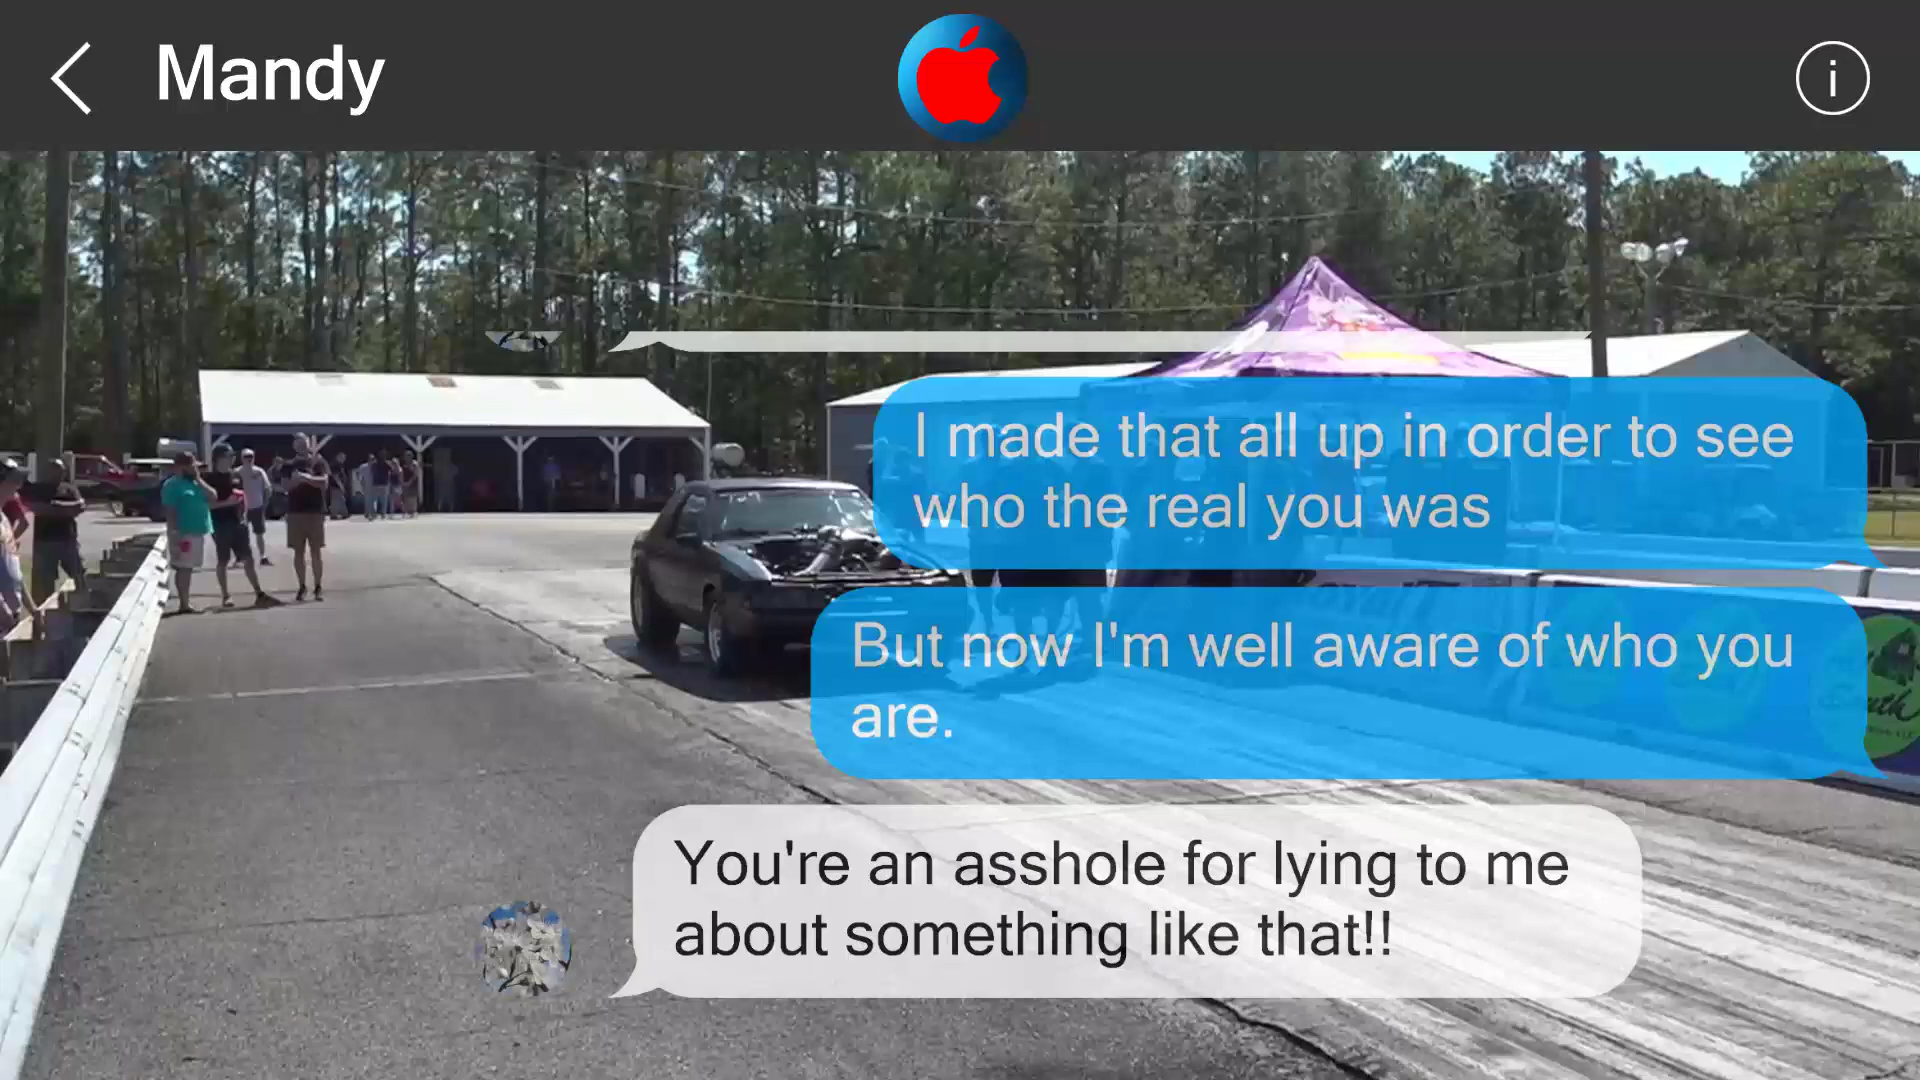 Mandy
I made that all up in order to see
who the real you was
But now I'm well aware of who you
are.
You're an asshole for lying to me
about something like that!!